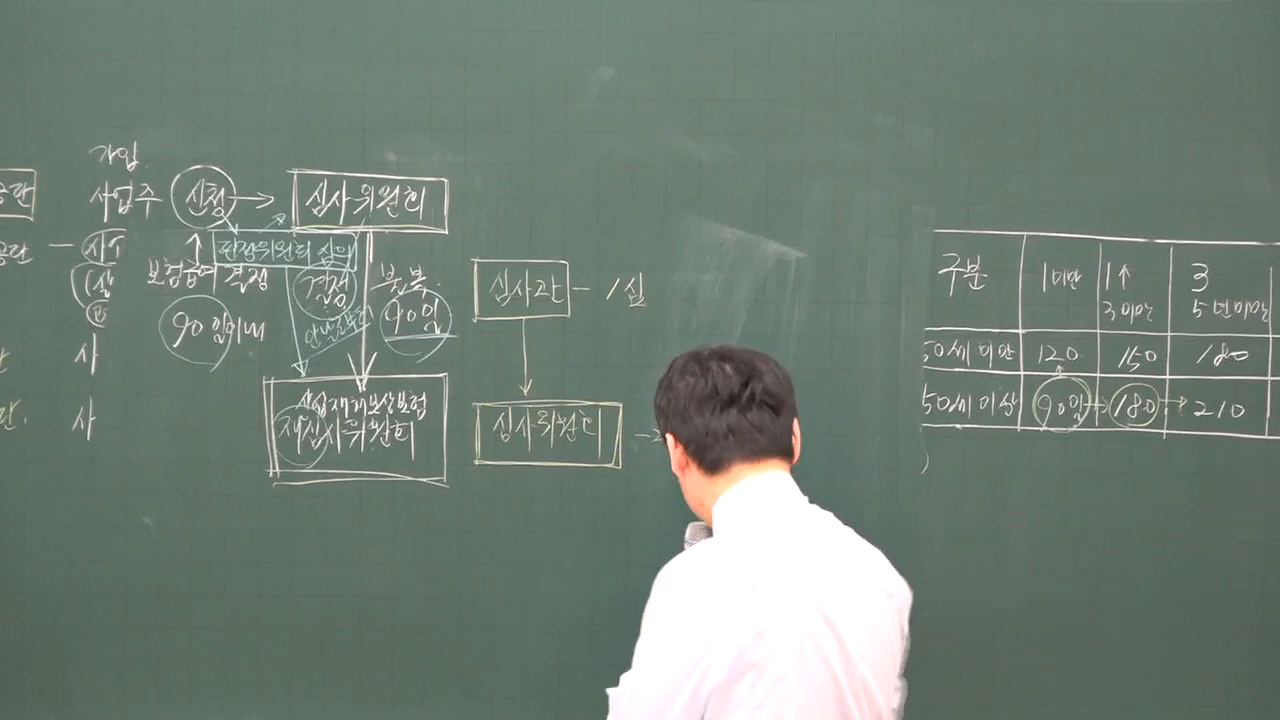 가입
사업주 신청 → 심사위원회
공단 — 사
판정위원회 심의
보험급여 결정
결정
불복
90일이내
90일
사
산업재해보상보험
재심사위원회
사
심사관 - 1심
심사위원회 →
구분 1미만 1↑ 3미만 3 5년미만
50세 미만 120 150 180
50세 이상 90일 → 180 → 210